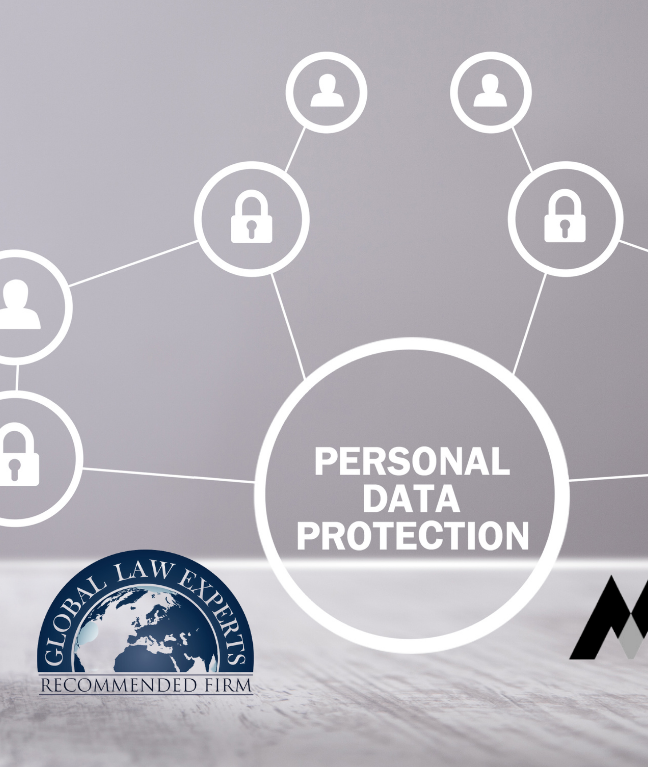 PERSONAL
DATA
PROTECTION
GLOBAL LAW EXPERTS
RECOMMENDED FIRM